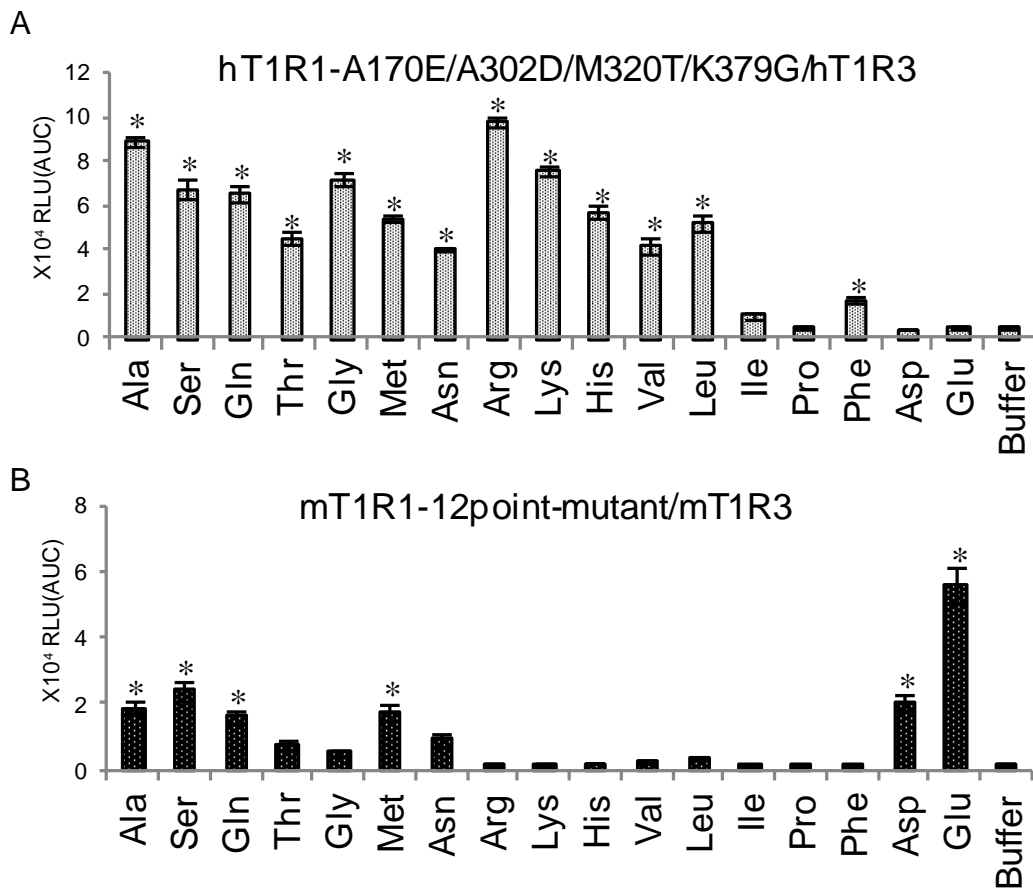 A
hT1R1-A170E/A302D/M320T/K379G/hT1R3
X10⁴ RLU(AUC)
12
10
8
6
4
2
0
* * * * * * * * * * * * *
Ala Ser Gln Thr Gly Met Asn Arg Lys His Val Leu Ile Pro Phe Asp Glu Buffer
B
mT1R1-12point-mutant/mT1R3
X10⁴ RLU(AUC)
8
6
4
2
0
* * * * * *
Ala Ser Gln Thr Gly Met Asn Arg Lys His Val Leu Ile Pro Phe Asp Glu Buffer